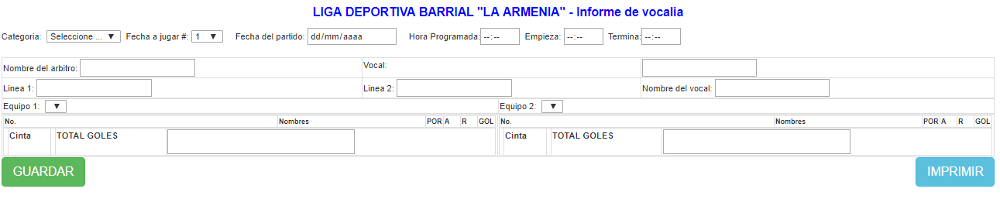 LIGA DEPORTIVA BARRIAL "LA ARMENIA" - Informe de vocalia
Categoria: Seleccione ... ▼ Fecha a jugar #: 1 ▼ Fecha del partido: dd/mm/aaaa Hora Programada: --:-- Empieza: --:-- Termina: --:--
Nombre del arbitro: Vocal:
Linea 1: Linea 2: Nombre del vocal:
Equipo 1: ▼ Equipo 2: ▼
No. Nombres POR A R GOL No. Nombres POR A R GOL
Cinta TOTAL GOLES Cinta TOTAL GOLES
GUARDAR IMPRIMIR